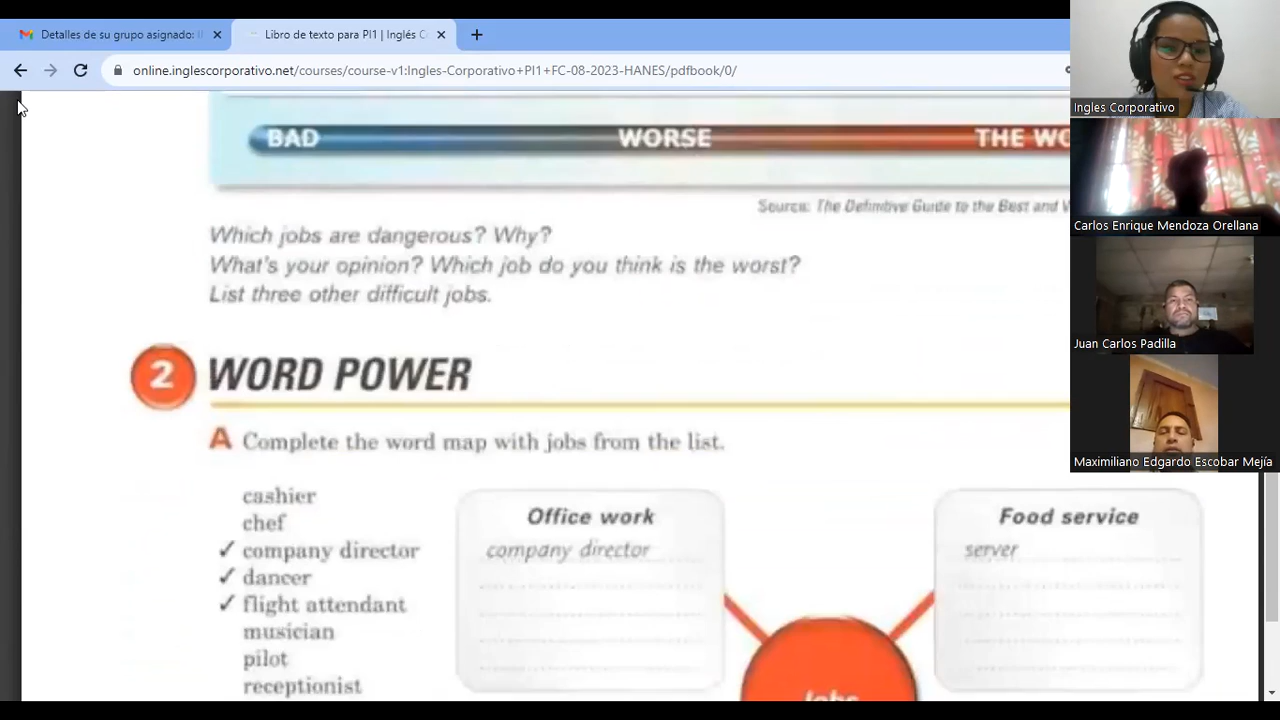 Detalles de su grupo asignado:
Libro de texto para PI1 | Inglés C
online.inglescorporativo.net/courses/course-v1:Ingles-Corporativo+PI1+FC-08-2023-HANES/pdfbook/0/
BAD WORSE THE WO
Source: The Definitive Guide to the Best and W
Which jobs are dangerous? Why?
What's your opinion? Which job do you think is the worst?
List three other difficult jobs.
2 WORD POWER
A Complete the word map with jobs from the list.
cashier
chef
✓ company director
✓ dancer
✓ flight attendant
musician
pilot
receptionist
Office work
company director
Food service
server
Jobs
Ingles Corporativo
Carlos Enrique Mendoza Orellana
Juan Carlos Padilla
Maximiliano Edgardo Escobar Mejía